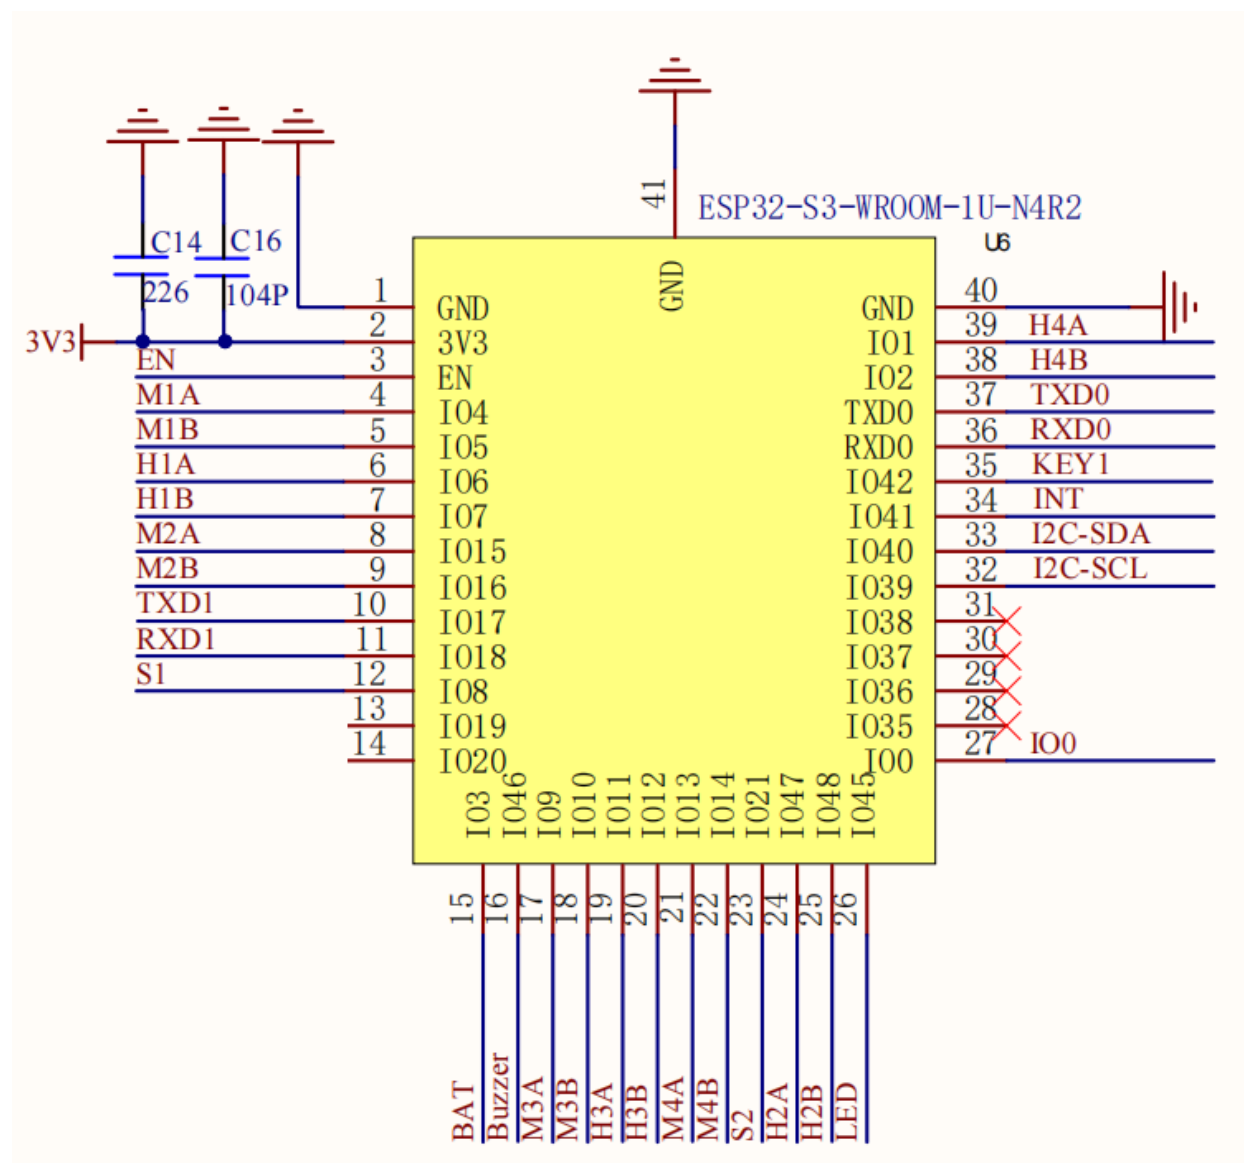 41
ESP32-S3-WROOM-1U-N4R2
U6
C14
C16
226
104P
3V3
GND
1 GND
2 3V3
EN 3 EN
M1A 4 IO4
M1B 5 IO5
H1A 6 IO6
H1B 7 IO7
M2A 8 IO15
M2B 9 IO16
TXD1 10 IO17
RXD1 11 IO18
S1 12 IO8
13 IO19
14 IO20
GND 40
IO1 39 H4A
IO2 38 H4B
TXD0 37 TXD0
RXD0 36 RXD0
IO42 35 KEY1
IO41 34 INT
IO40 33 I2C-SDA
IO39 32 I2C-SCL
IO38 31
IO37 30
IO36 29
IO35 28
IO0 27 IO0
IO3 15 BAT
IO46 16 Buzzer
IO9 17 M3A
IO10 18 M3B
IO11 19 H3A
IO12 20 H3B
IO13 21 M4A
IO14 22 M4B
IO21 23 S2
IO47 24 H2A
IO48 25 H2B
IO45 26 LED